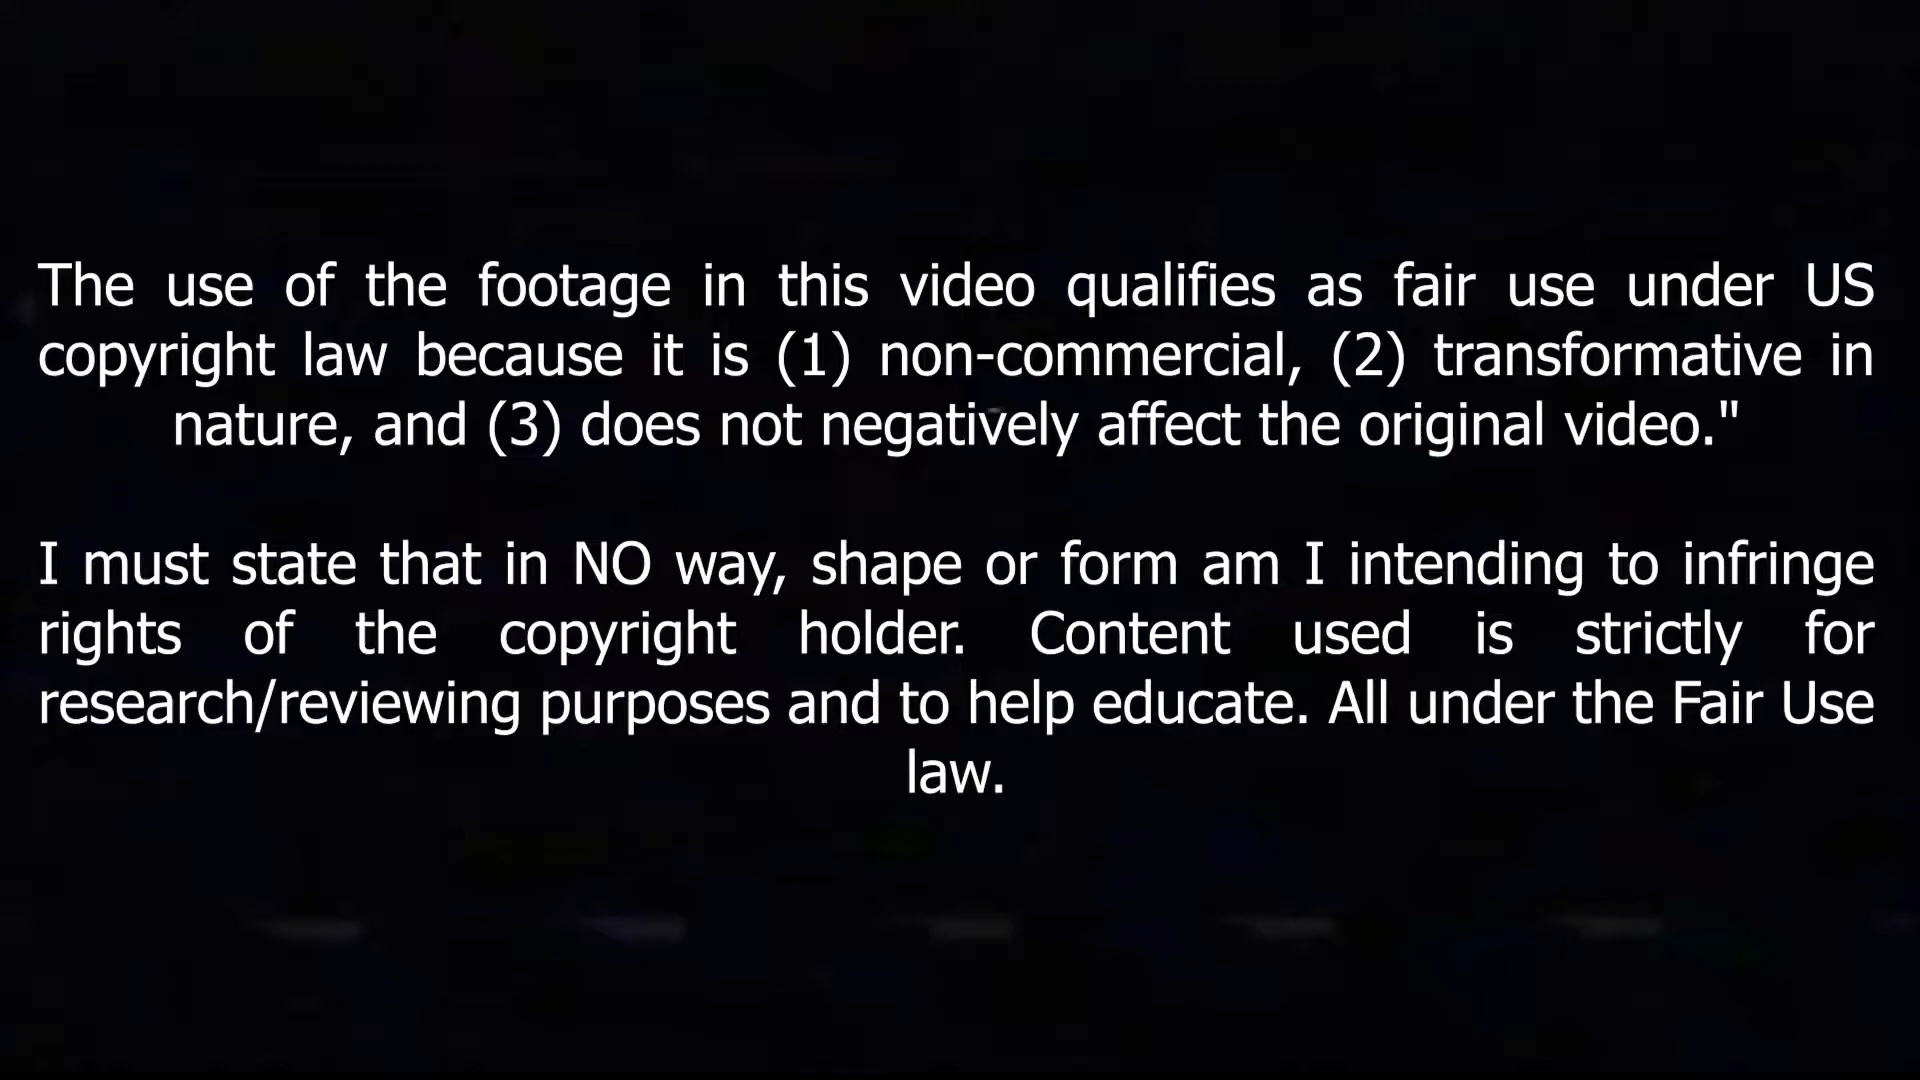 The use of the footage in this video qualifies as fair use under US
copyright law because it is (1) non-commercial, (2) transformative in
nature, and (3) does not negatively affect the original video."
I must state that in NO way, shape or form am I intending to infringe
rights of the copyright holder. Content used is strictly for
research/reviewing purposes and to help educate. All under the Fair Use
law.